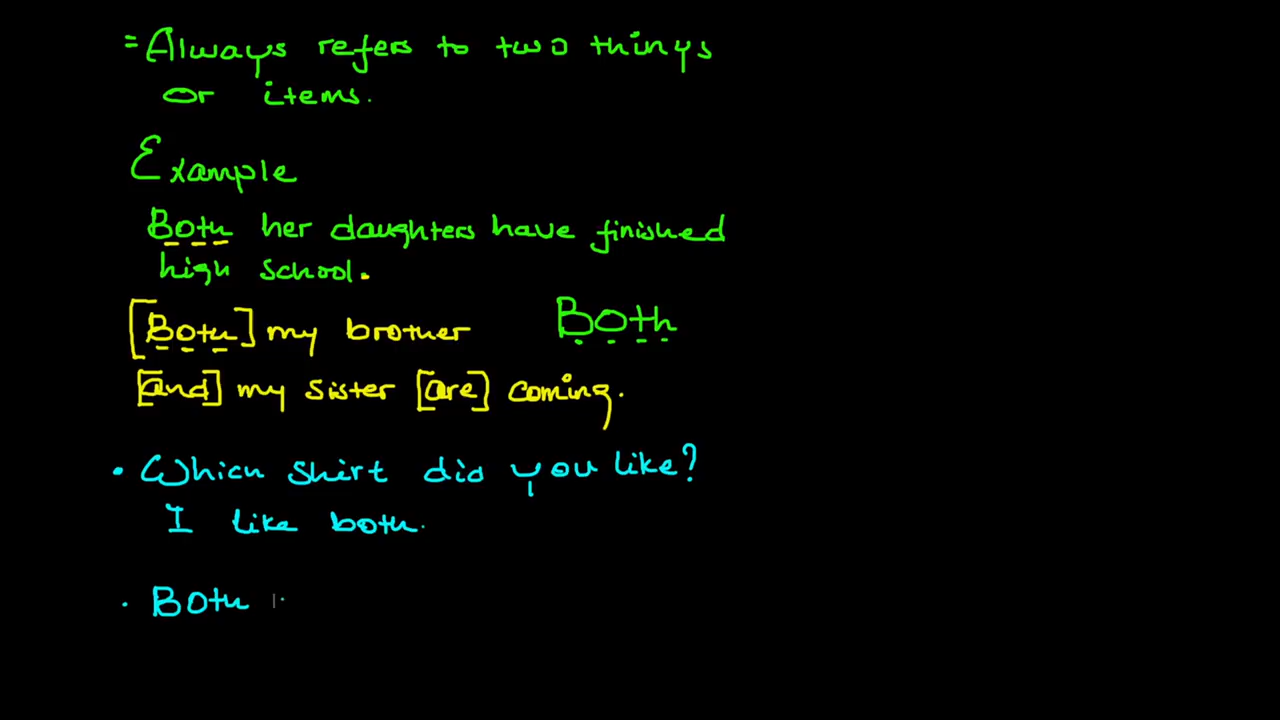 = Always refers to two things
or items.
Example
Both her daughters have finished
high school.
[Both] my brother
Both
[and] my sister [are] coming.
• Which shirt did you like?
I like both.
• Both